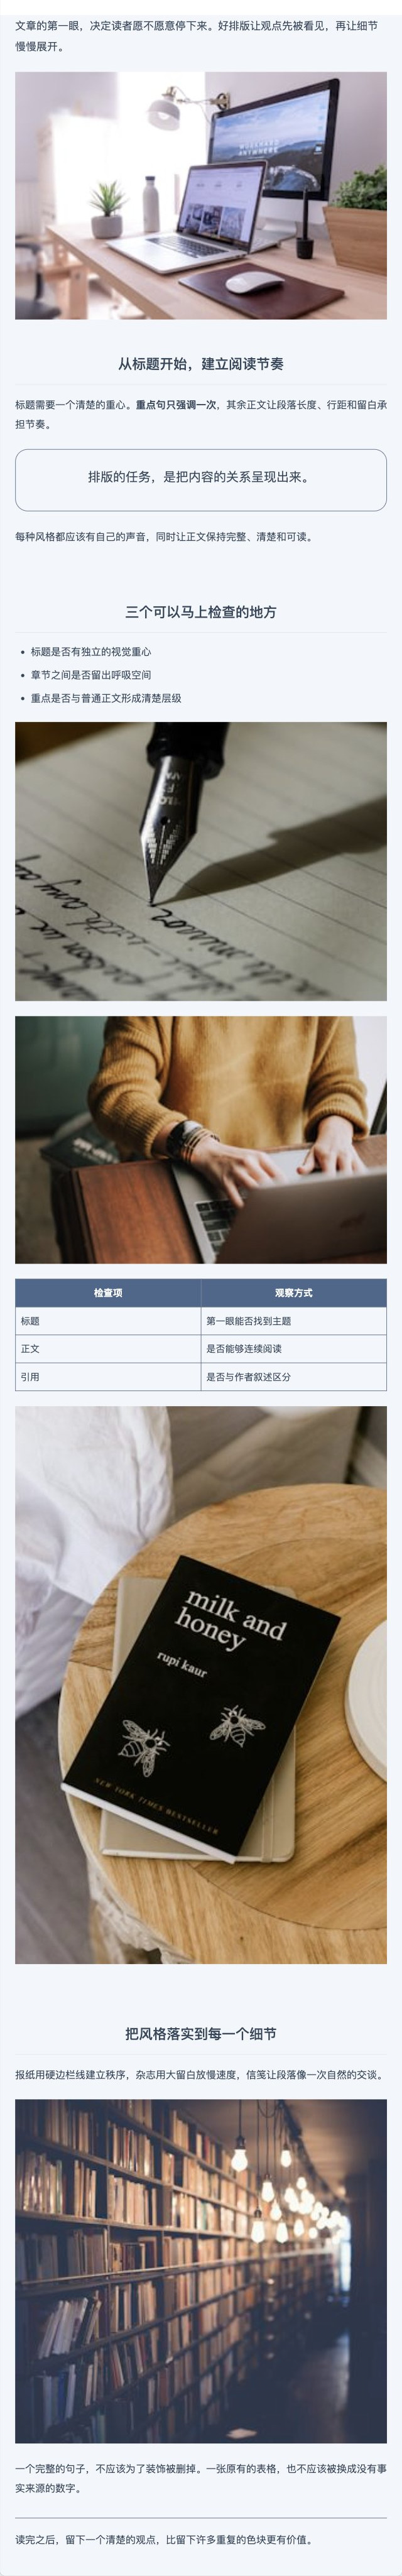 文章的第一眼，决定读者愿不愿意停下来。好排版让观点先被看见，再让细节
慢慢展开。
从标题开始，建立阅读节奏
标题需要一个清楚的重心。重点句只强调一次，其余正文让段落长度、行距和留白承
担节奏。
排版的任务，是把内容的关系呈现出来。
每种风格都应该有自己的声音，同时让正文保持完整、清楚和可读。
三个可以马上检查的地方
• 标题是否有独立的视觉重心
• 章节之间是否留出呼吸空间
• 重点是否与普通正文形成清楚层级
检查项 观察方式
标题 第一眼能否找到主题
正文 是否能够连续阅读
引用 是否与作者叙述区分
milk and
honey
rupi kaur
NEW YORK TIMES BESTSELLER
把风格落实到每一个细节
报纸用硬边栏线建立秩序，杂志用大留白放慢速度，信笺让段落像一次自然的交谈。
一个完整的句子，不应该为了装饰被删掉。一张原有的表格，也不应该被换成没有事
实来源的数字。
读完之后，留下一个清楚的观点，比留下许多重复的色块更有价值。